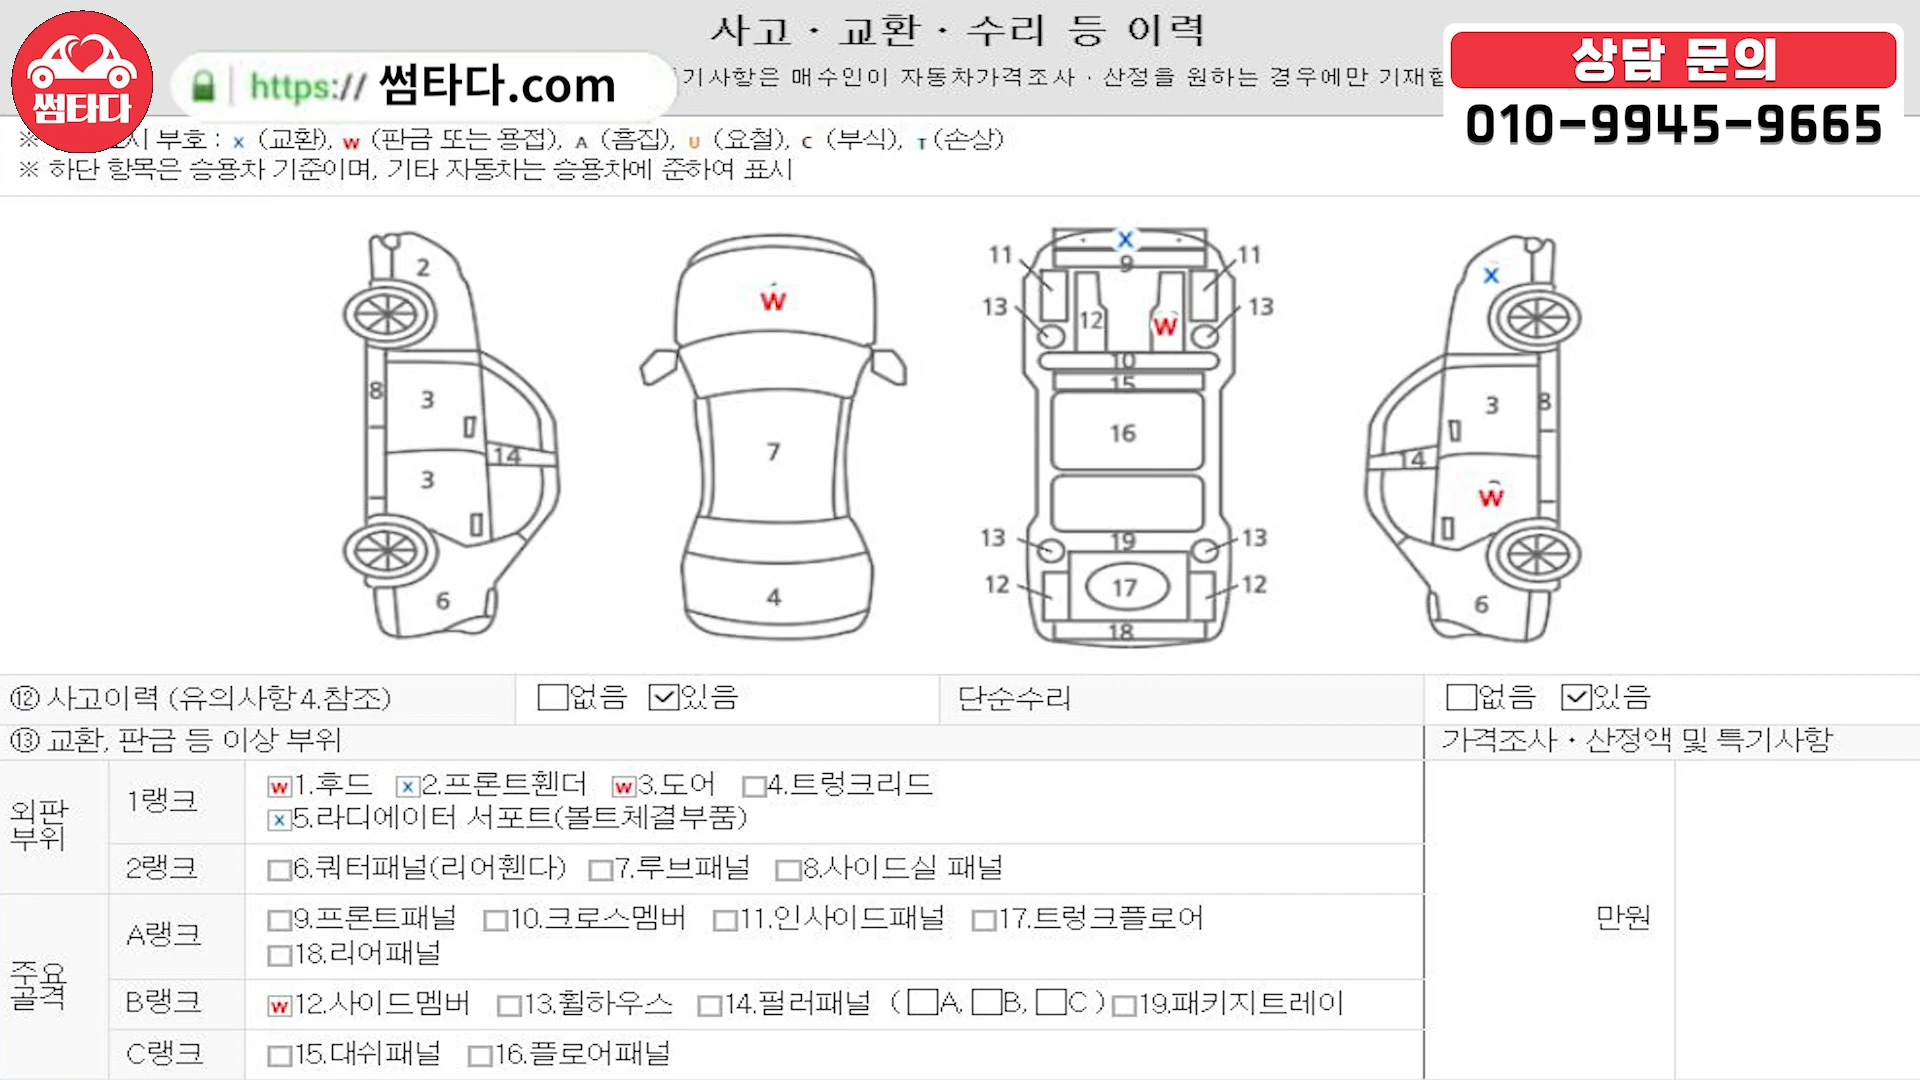 사고 · 교환 · 수리 등 이력
썸타다
https:// 썸타다.com
기사항은 매수인이 자동차가격조사 · 산정을 원하는 경우에만 기재합
상담 문의
010-9945-9665
※ 시 부호 : X (교환), W (판금 또는 용접), A (흠집), U (요철), C (부식), T (손상)
※ 하단 항목은 승용차 기준이며, 기타 자동차는 승용차에 준하여 표시
2
8
3
3
14
6
W
7
4
X
11
9
11
13
12
W
13
10
15
16
13
19
13
12
17
12
18
X
3
8
14
W
6
⑫ 사고이력 (유의사항4.참조) 없음 있음 단순수리 없음 있음
⑬ 교환, 판금 등 이상 부위 가격조사 · 산정액 및 특기사항
외판 부위
1랭크
W 1.후드 X 2.프론트휀더 W 3.도어 4.트렁크리드
X 5.라디에이터 서포트(볼트체결부품)
2랭크
6.쿼터패널(리어휀다) 7.루브패널 8.사이드실 패널
주요 골격
A랭크
9.프론트패널 10.크로스멤버 11.인사이드패널 17.트렁크플로어
18.리어패널
만원
B랭크
W 12.사이드멤버 13.휠하우스 14.필러패널 ( A, B, C ) 19.패키지트레이
C랭크
15.대쉬패널 16.플로어패널